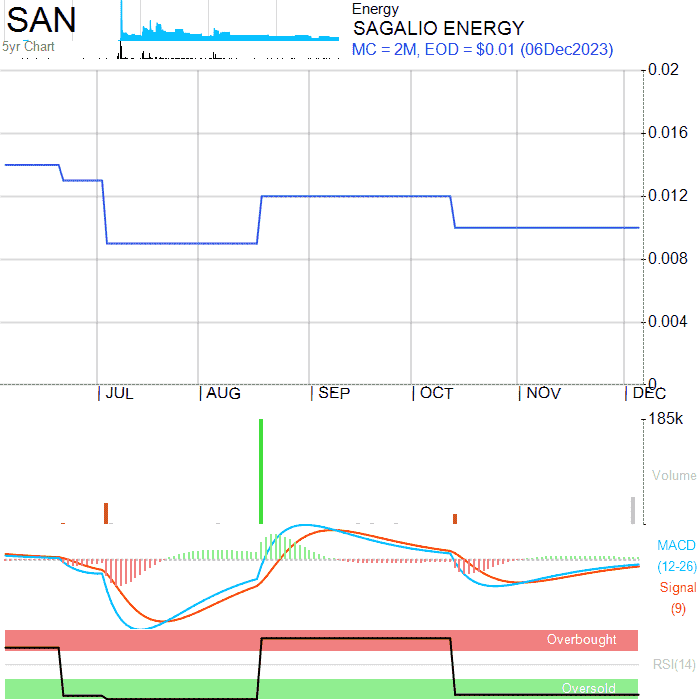 SAN
5yr Chart
Energy
SAGALIO ENERGY
MC = 2M, EOD = $0.01 (06Dec2023)
0.02
0.016
0.012
0.008
0.004
0
JUL
AUG
SEP
OCT
NOV
DEC
185k
Volume
MACD
(12-26)
Signal
(9)
Overbought
RSI(14)
Oversold